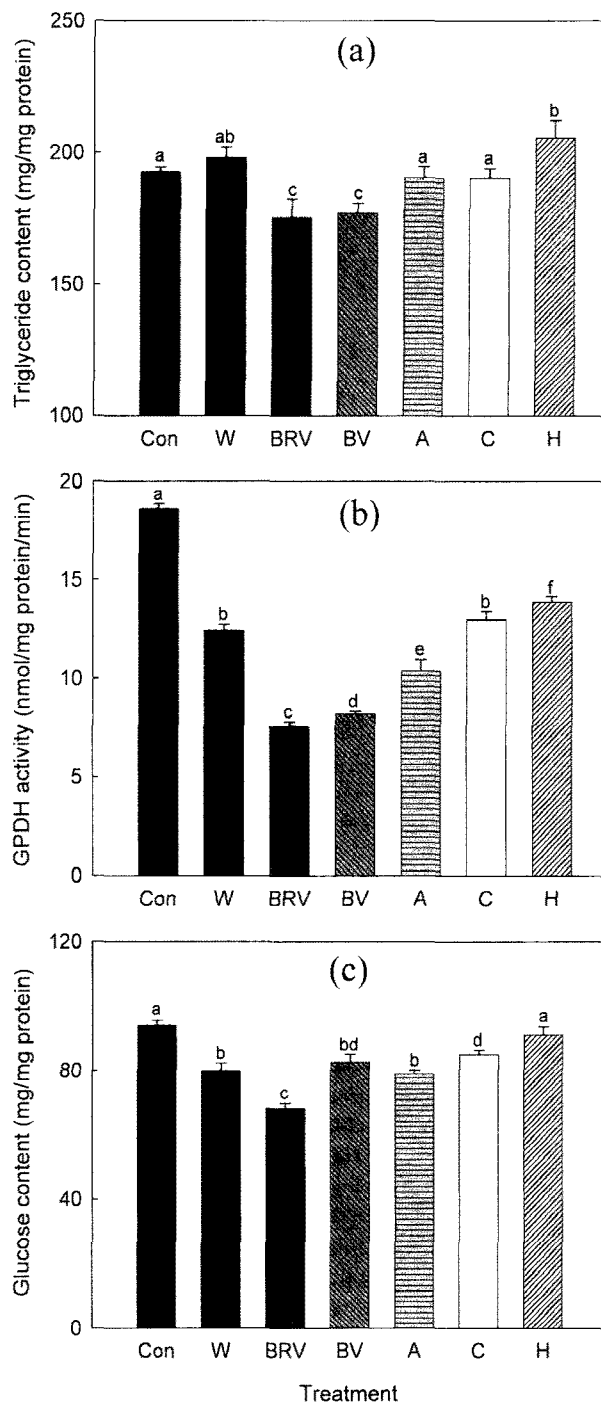 250
(a)
b
ab
a
a
a
200
c
c
150
100
Triglyceride content (mg/mg protein)
Con W BRV BV A C H
20
a
(b)
15
f
b
b
e
10
d
c
5
0
GPDH activity (nmol/mg protein/min)
Con W BRV BV A C H
120
(c)
a
a
bd
d
b
b
80
c
40
0
Glucose content (mg/mg protein)
Con W BRV BV A C H
Treatment